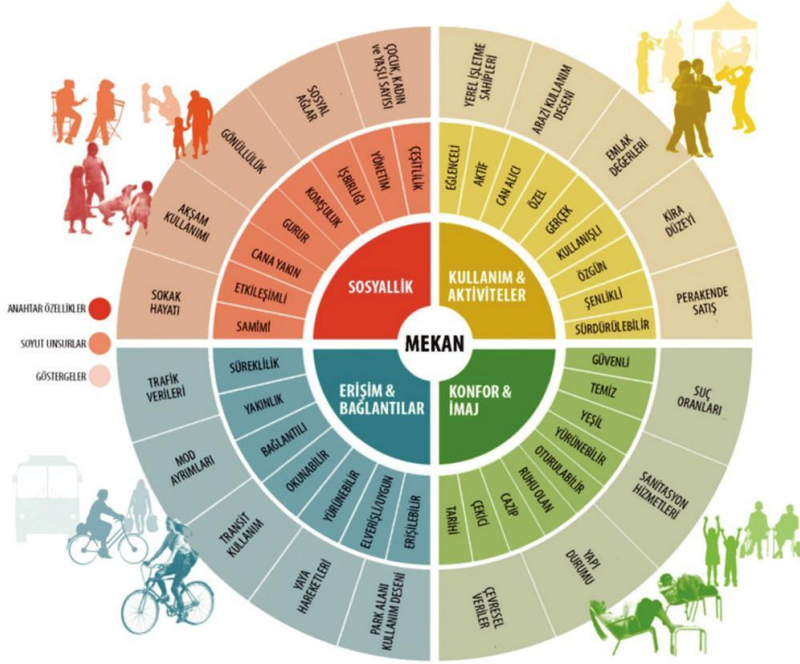 ANAHTAR ÖZELLİKLER
SOYUT UNSURLAR
GÖSTERGELER
MEKAN
SOSYALLİK
ÇEŞİTLİLİK
YÖNETİM
İŞBİRLİĞİ
KOMŞULUK
GURUR
CANA YAKIN
ETKİLEŞİMLİ
SAMİMİ
ÇOCUK, KADIN
ve YAŞLI SAYISI
SOSYAL
AĞLAR
GÖNÜLLÜLÜK
AKŞAM
KULLANIMI
SOKAK
HAYATI
KULLANIM &
AKTİVİTELER
EĞLENCELİ
AKTİF
CAN ALICI
ÖZEL
GERÇEK
KULLANIŞLI
ÖZGÜN
ŞENLİKLİ
SÜRDÜRÜLEBİLİR
YEREL İŞLETME
SAHİPLERİ
ARAZİ KULLANIM
DESENİ
EMLAK
DEĞERLERİ
KİRA
DÜZEYİ
PERAKENDE
SATIŞ
KONFOR &
İMAJ
GÜVENLİ
TEMİZ
YEŞİL
YÜRÜNEBİLİR
OTURULABİLİR
RUHU OLAN
CAZİP
ÇEKİCİ
TARİHİ
SUÇ
ORANLARI
SANİTASYON
HİZMETLERİ
YAPI
DURUMU
ÇEVRESEL
VERİLER
ERİŞİM &
BAĞLANTILAR
SÜREKLİLİK
YAKINLIK
BAĞLANTILI
OKUNABİLİR
YÜRÜNEBİLİR
ELVERİŞLİ/UYGUN
ERİŞİLEBİLİR
TRAFİK
VERİLERİ
MOD
AYRIMLARI
TRANSİT
KULLANIM
YAYA
HAREKETLERİ
PARK ALANI
KULLANIM DESENİ